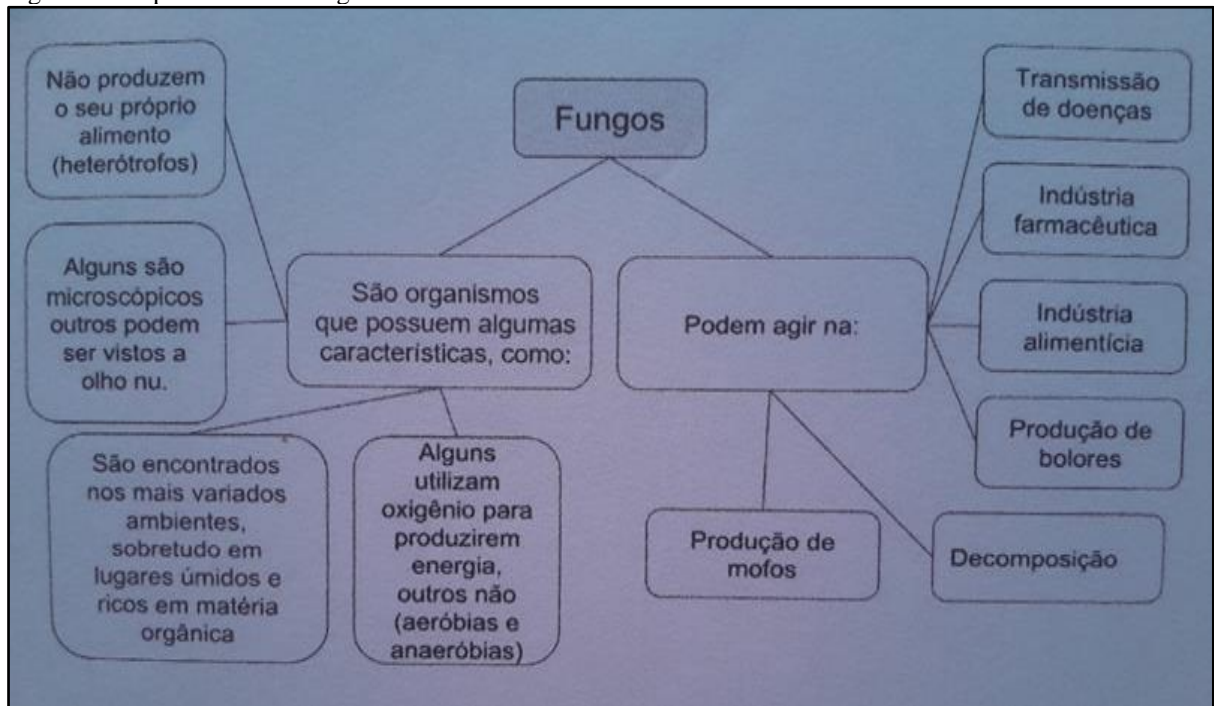 Fungos
Não produzem
o seu próprio
alimento
(heterótrofos)
Alguns são
microscópicos
outros podem
ser vistos a
olho nu.
São organismos
que possuem algumas
características, como:
São encontrados
nos mais variados
ambientes,
sobretudo em
lugares úmidos e
ricos em matéria
orgânica
Alguns
utilizam
oxigênio para
produzirem
energia,
outros não
(aeróbias e
anaeróbias)
Podem agir na:
Transmissão
de doenças
Indústria
farmacêutica
Indústria
alimentícia
Produção de
bolores
Produção de
mofos
Decomposição